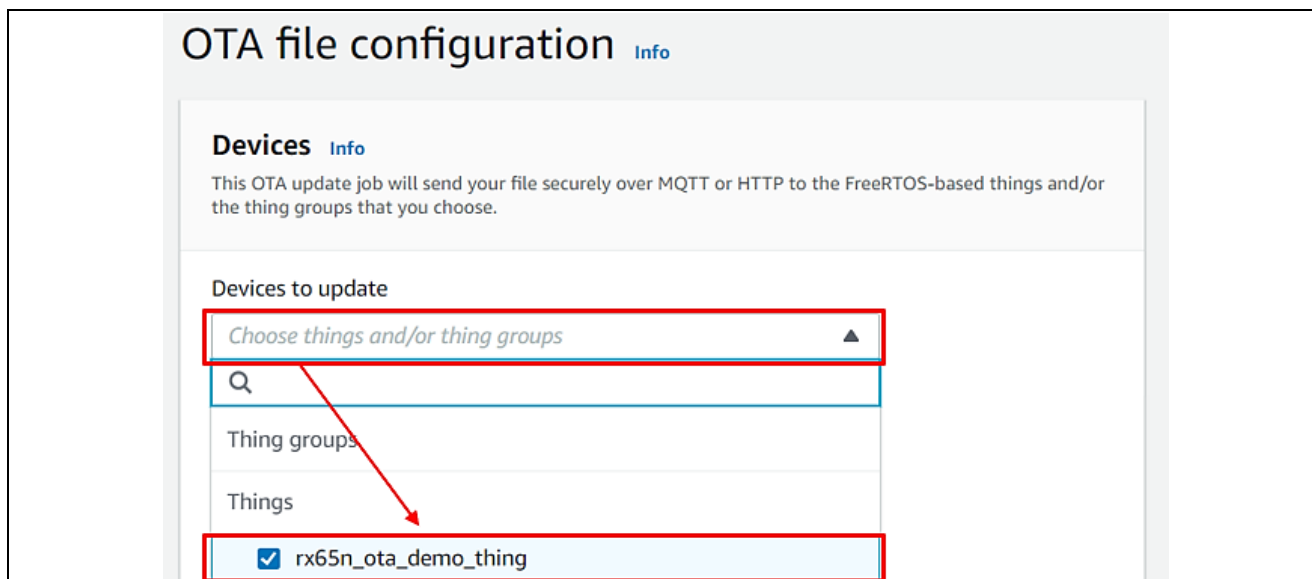 OTA file configuration Info
Devices Info
This OTA update job will send your file securely over MQTT or HTTP to the FreeRTOS-based things and/or
the thing groups that you choose.
Devices to update
Choose things and/or thing groups
Thing groups
Things
rx65n_ota_demo_thing